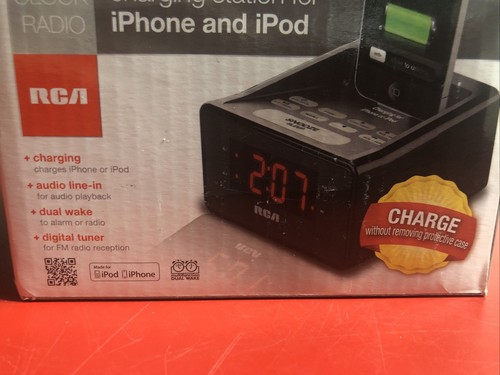 CLOCK
RADIO
charging station for
iPhone and iPod
RCA
+ charging
charges iPhone or iPod
+ audio line-in
for audio playback
+ dual wake
to alarm or radio
+ digital tuner
for FM radio reception
Made for
iPod iPhone
DUAL WAKE
SNOOZE
2:07
RCA
CHARGE
without removing protective case